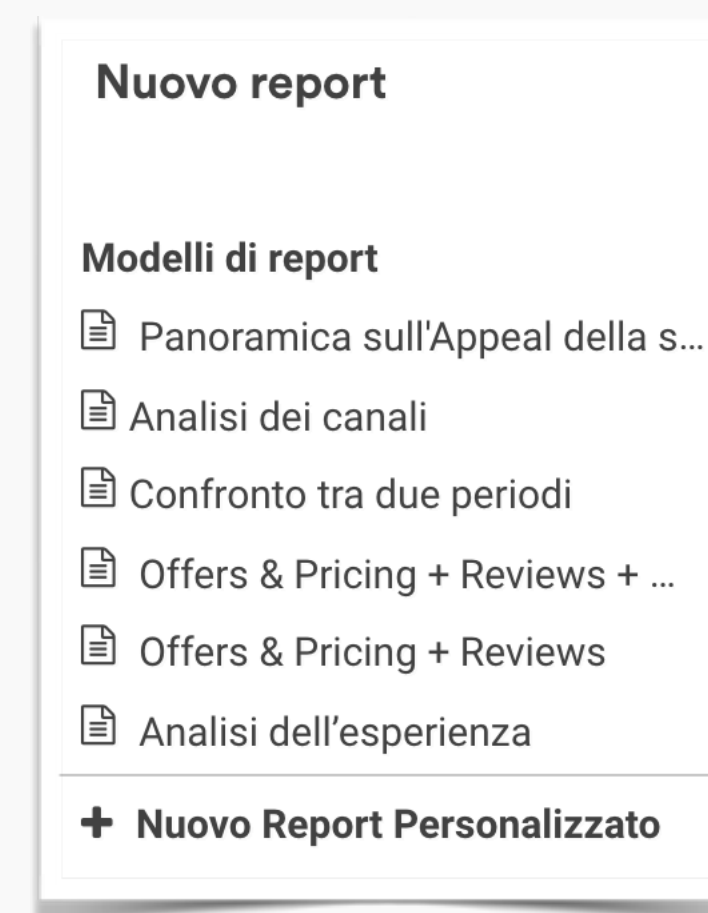 Nuovo report
Modelli di report
Panoramica sull'Appeal della s...
Analisi dei canali
Confronto tra due periodi
Offers & Pricing + Reviews + ...
Offers & Pricing + Reviews
Analisi dell’esperienza
+ Nuovo Report Personalizzato